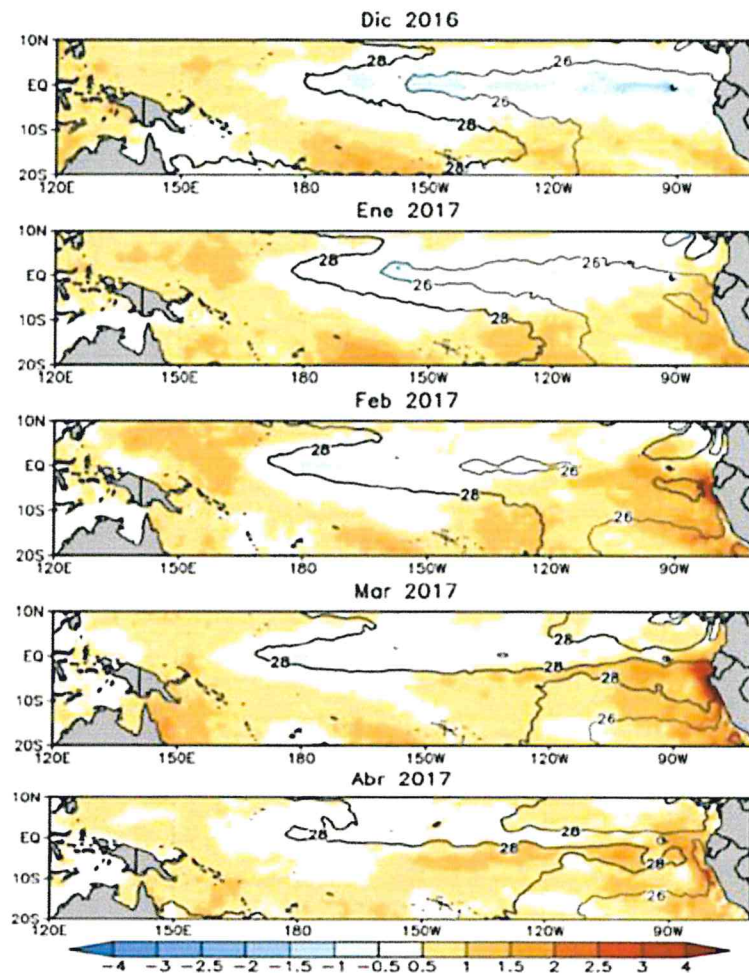 Dic 2016
10N
28
26
EQ
26
10S
28
28
20S
120E 150E 180 150W 120W 90W
Ene 2017
10N
28
26
EQ
26
10S
28
20S
120E 150E 180 150W 120W 90W
Feb 2017
10N
28
EQ
26
28
10S
26
20S
120E 150E 180 150W 120W 90W
Mar 2017
10N
28
EQ
28
28
28
10S
26
20S
120E 150E 180 150W 120W 90W
Abr 2017
10N
EQ
28
28
28
28
10S
26
20S
120E 150E 180 150W 120W 90W
-4 -3 -2.5 -2 -1.5 -1 -0.5 0.5 1 1.5 2 2.5 3 4